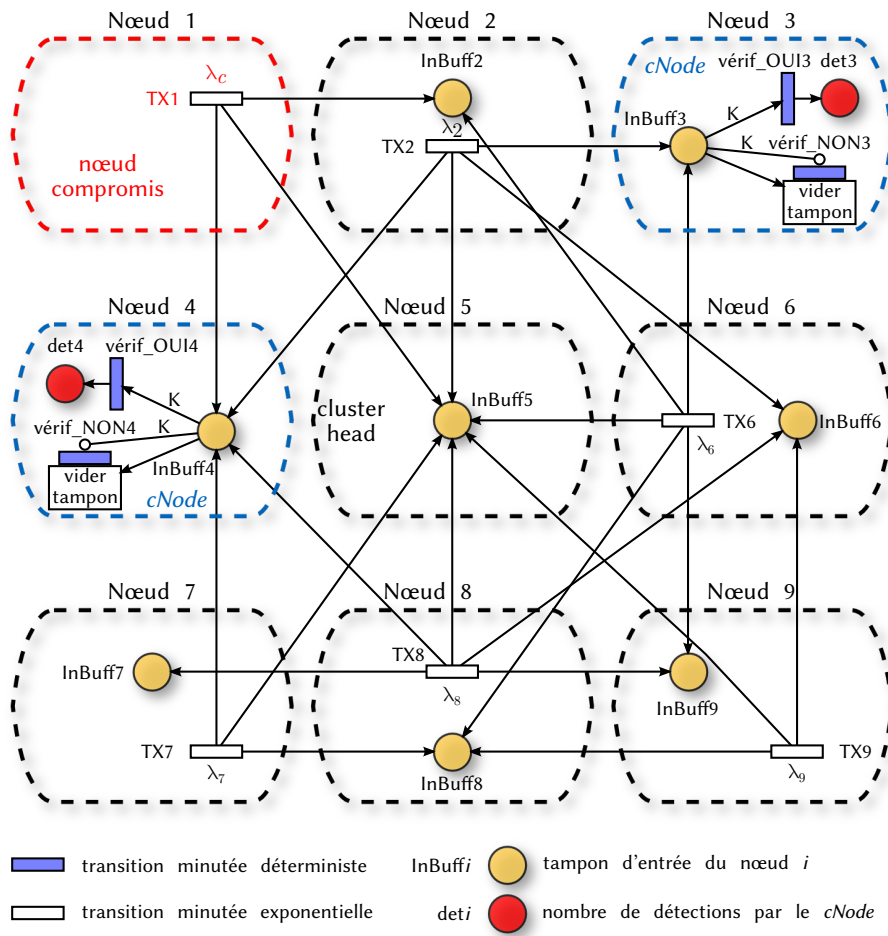 Nœud 1
Nœud 2
Nœud 3
λc
TX1
nœud
compromis
InBuff2
λ2
TX2
cNode
vérif_OUI3
det3
InBuff3
K
K
vérif_NON3
vider
tampon
Nœud 4
Nœud 5
Nœud 6
det4
vérif_OUI4
K
K
vérif_NON4
InBuff4
vider
tampon
cNode
cluster
head
InBuff5
TX6
λ6
InBuff6
Nœud 7
Nœud 8
Nœud 9
InBuff7
TX8
λ8
InBuff9
TX7
λ7
InBuff8
TX9
λ9
transition minutée déterministe
InBuffi
tampon d'entrée du nœud i
transition minutée exponentielle
deti
nombre de détections par le cNode